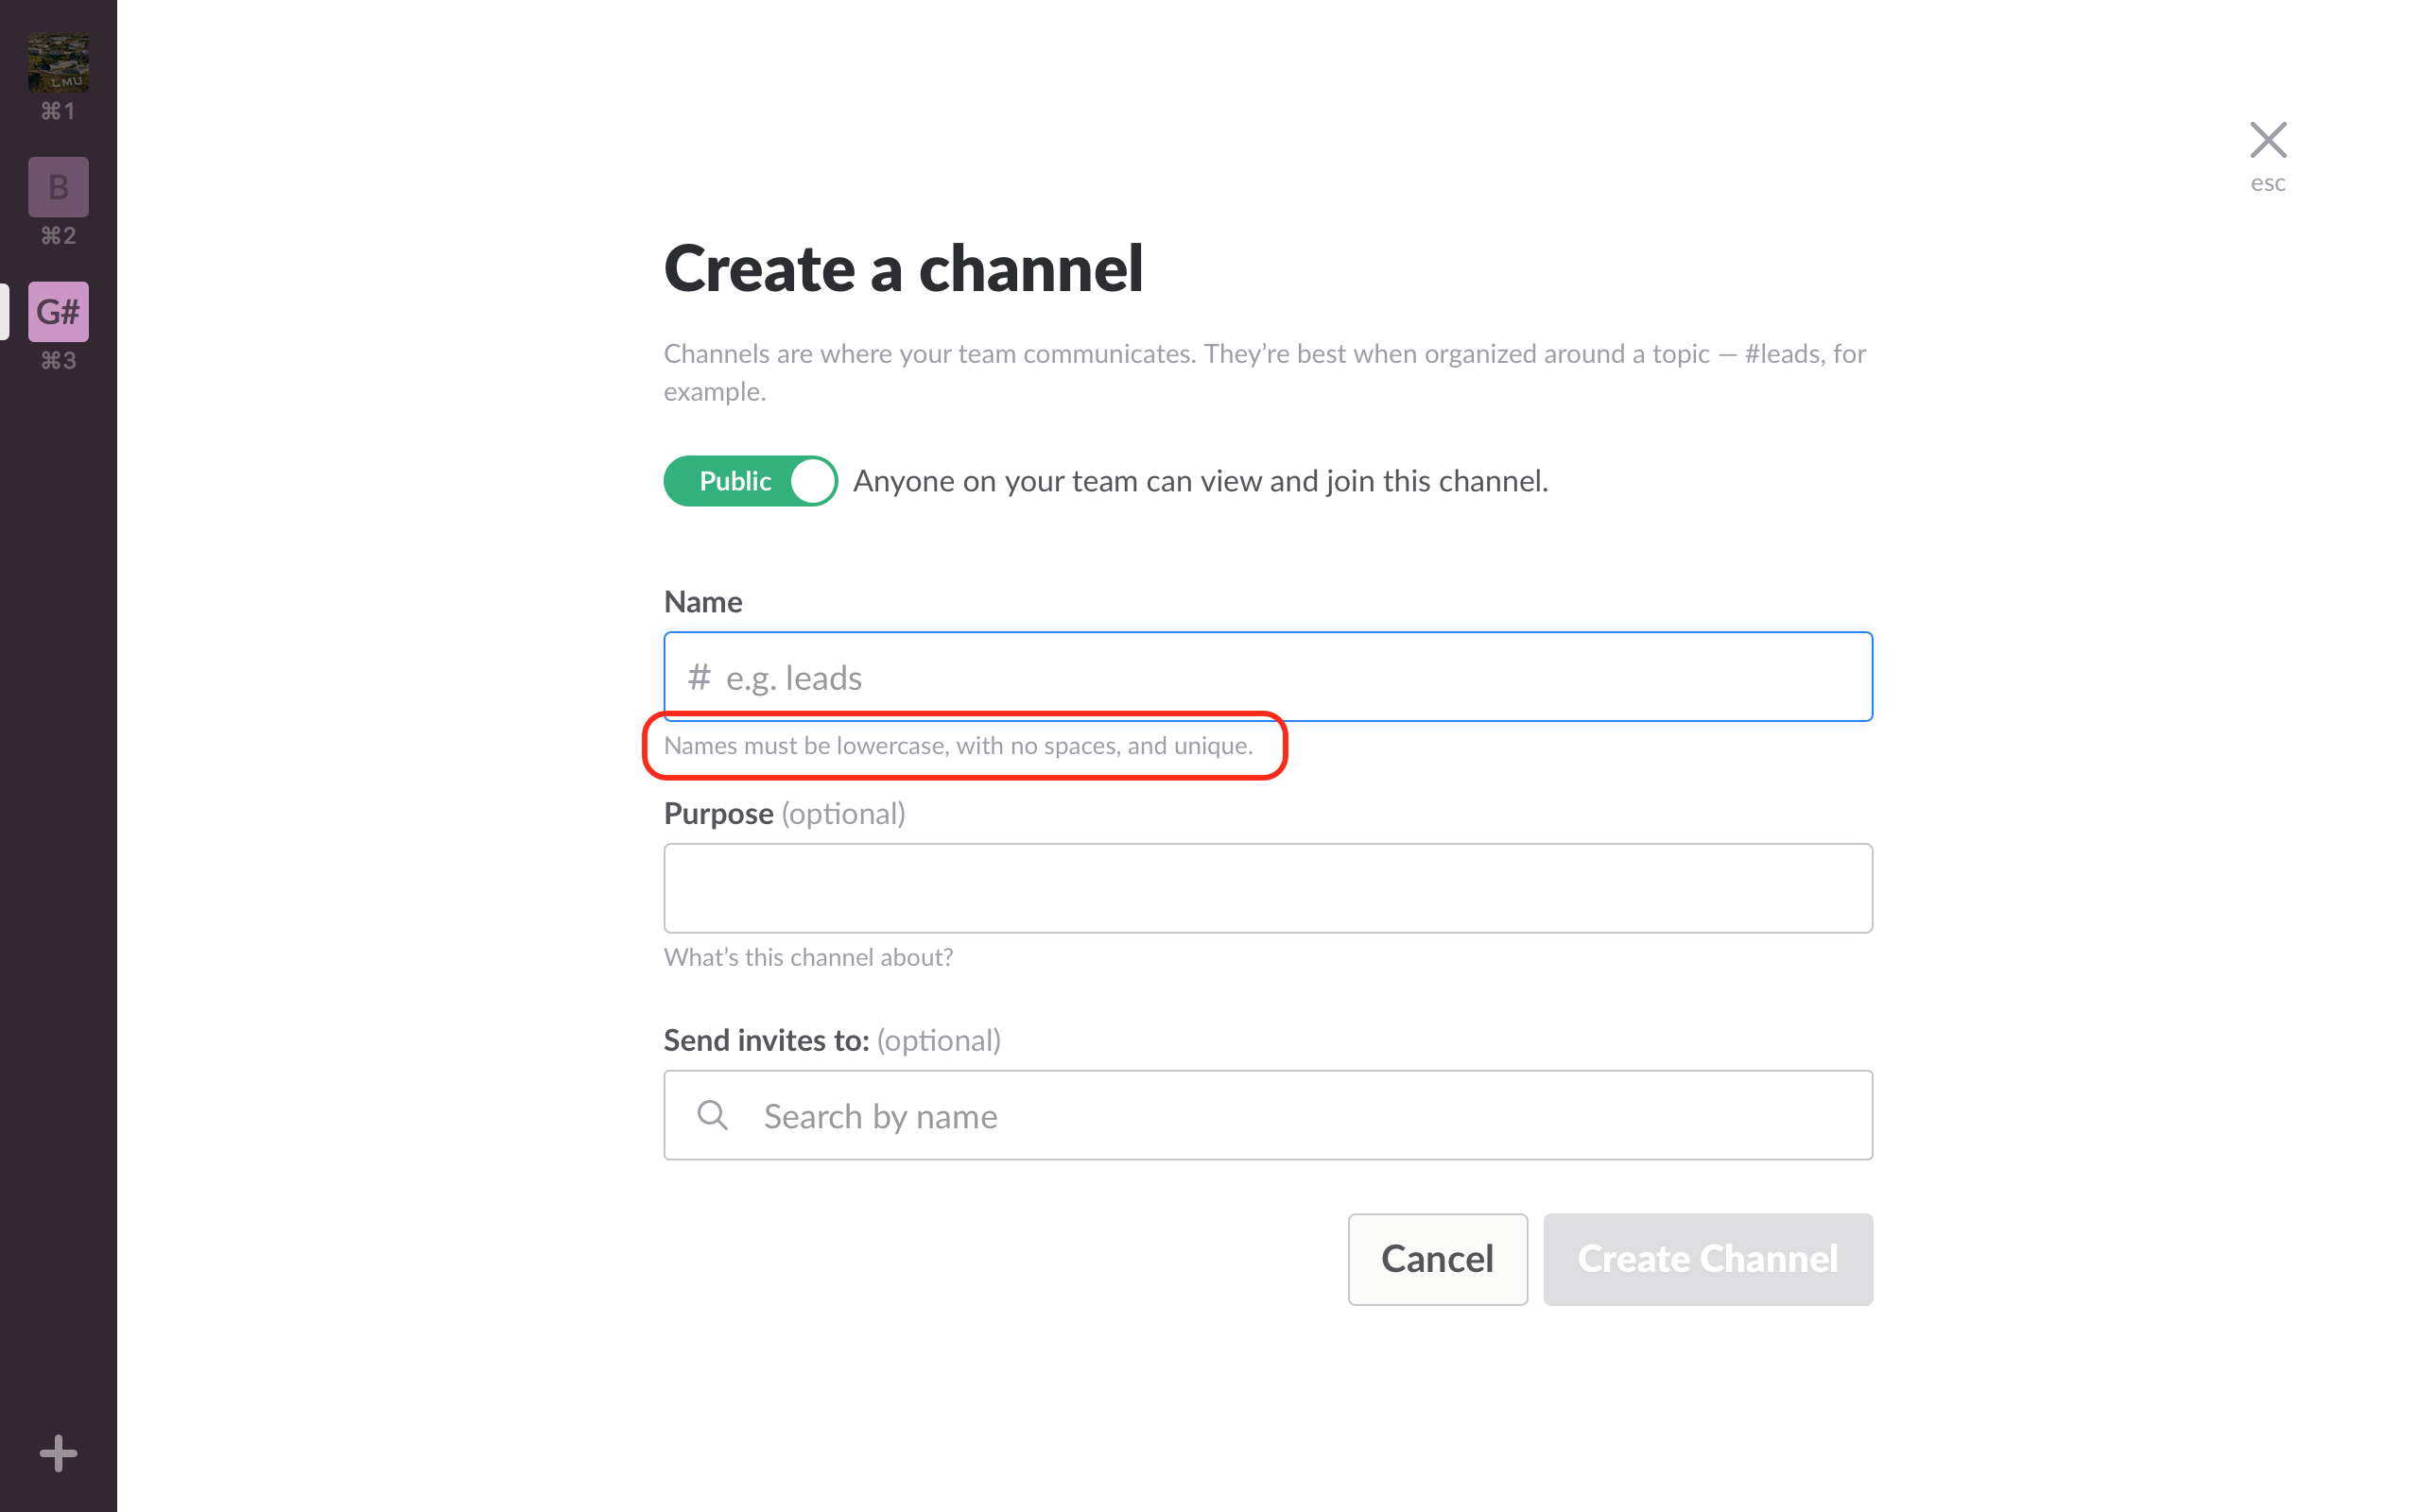 LMU
⌘1
B
⌘2
G#
⌘3
esc
Create a channel
Channels are where your team communicates. They’re best when organized around a topic — #leads, for
example.
Public Anyone on your team can view and join this channel.
Name
# e.g. leads
Names must be lowercase, with no spaces, and unique.
Purpose (optional)
What’s this channel about?
Send invites to: (optional)
Search by name
Cancel Create Channel